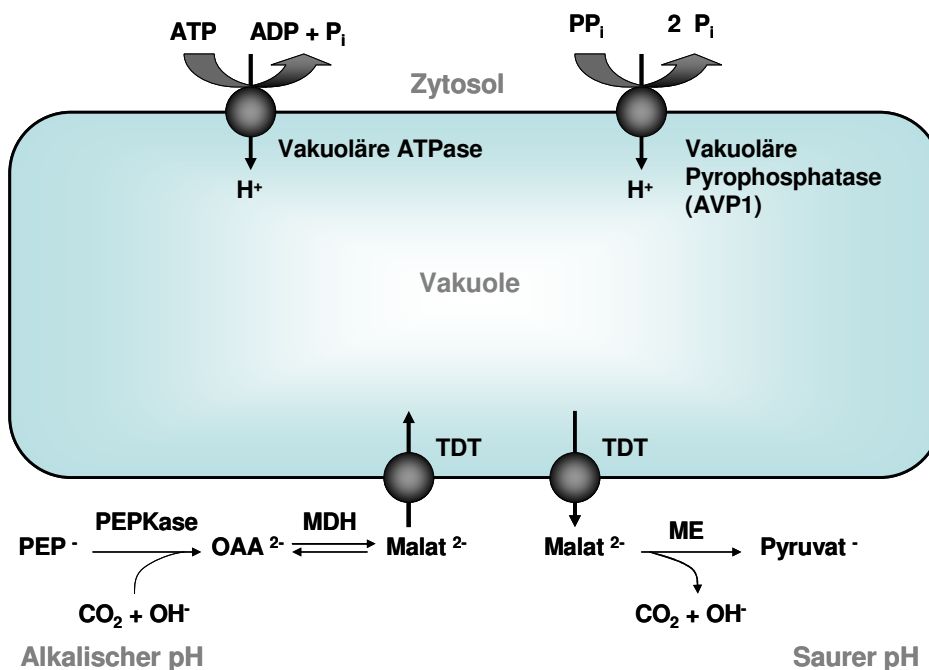 ATP ADP + Pi
PPi 2 Pi
Zytosol
Vakuoläre ATPase
H+
Vakuoläre
Pyrophosphatase
(AVP1)
H+
Vakuole
TDT
TDT
PEPKase
MDH
ME
PEP - OAA 2- Malat 2-
Malat 2- Pyruvat -
CO2 + OH-
CO2 + OH-
Alkalischer pH
Saurer pH